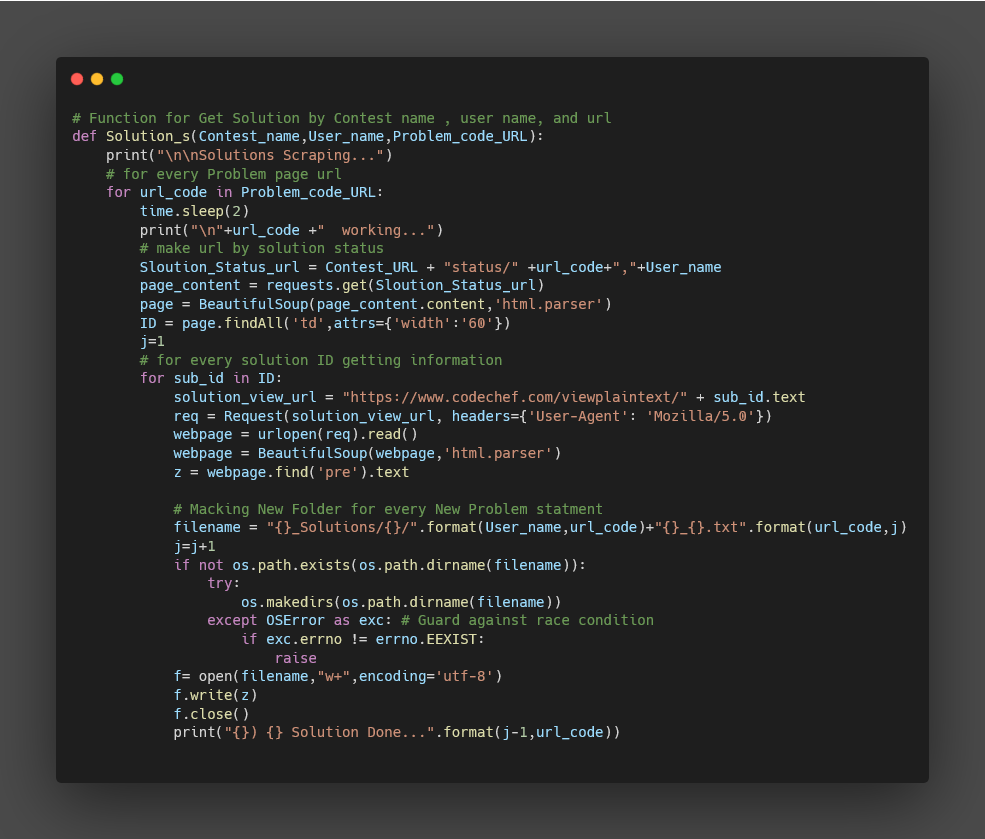 # Function for Get Solution by Contest name , user name, and url
def Solution_s(Contest_name,User_name,Problem_code_URL):
    print("\n\nSolutions Scraping...")
    # for every Problem page url
    for url_code in Problem_code_URL:
        time.sleep(2)
        print("\n"+url_code +"  working...")
        # make url by solution status
        Sloution_Status_url = Contest_URL + "status/" +url_code+","+User_name
        page_content = requests.get(Sloution_Status_url)
        page = BeautifulSoup(page_content.content,'html.parser')
        ID = page.findAll('td',attrs={'width':'60'})
        j=1
        # for every solution ID getting information
        for sub_id in ID:
            solution_view_url = "https://www.codechef.com/viewplaintext/" + sub_id.text
            req = Request(solution_view_url, headers={'User-Agent': 'Mozilla/5.0'})
            webpage = urlopen(req).read()
            webpage = BeautifulSoup(webpage,'html.parser')
            z = webpage.find('pre').text

            # Macking New Folder for every New Problem statment
            filename = "{}_Solutions/{}/".format(User_name,url_code)+"{}_{}.txt".format(url_code,j)
            j=j+1
            if not os.path.exists(os.path.dirname(filename)):
                try:
                    os.makedirs(os.path.dirname(filename))
                except OSError as exc: # Guard against race condition
                    if exc.errno != errno.EEXIST:
                        raise
            f= open(filename,"w+",encoding='utf-8')
            f.write(z)
            f.close()
            print("{}) {} Solution Done...".format(j-1,url_code))